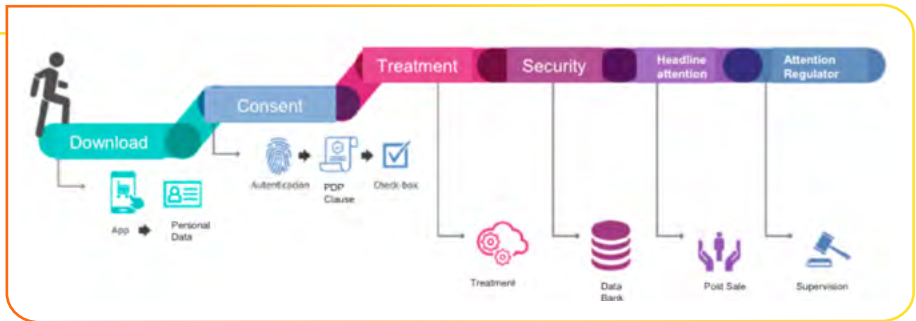 Treatment
Security
Headline
attention
Attention
Regulator
Consent
Download
Autenticacion
PDP
Clause
Check-box
App
Personal
Data
Treatment
Data
Bank
Post Sale
Supervision